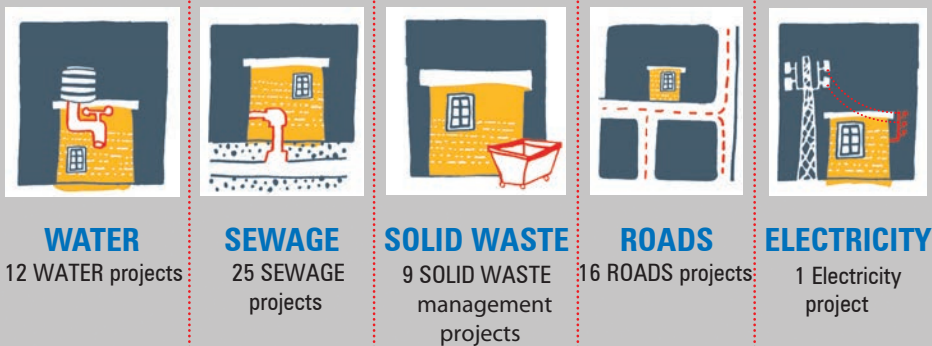 WATER
12 WATER projects
SEWAGE
25 SEWAGE
projects
SOLID WASTE
9 SOLID WASTE
management
projects
ROADS
16 ROADS projects
ELECTRICITY
1 Electricity
project